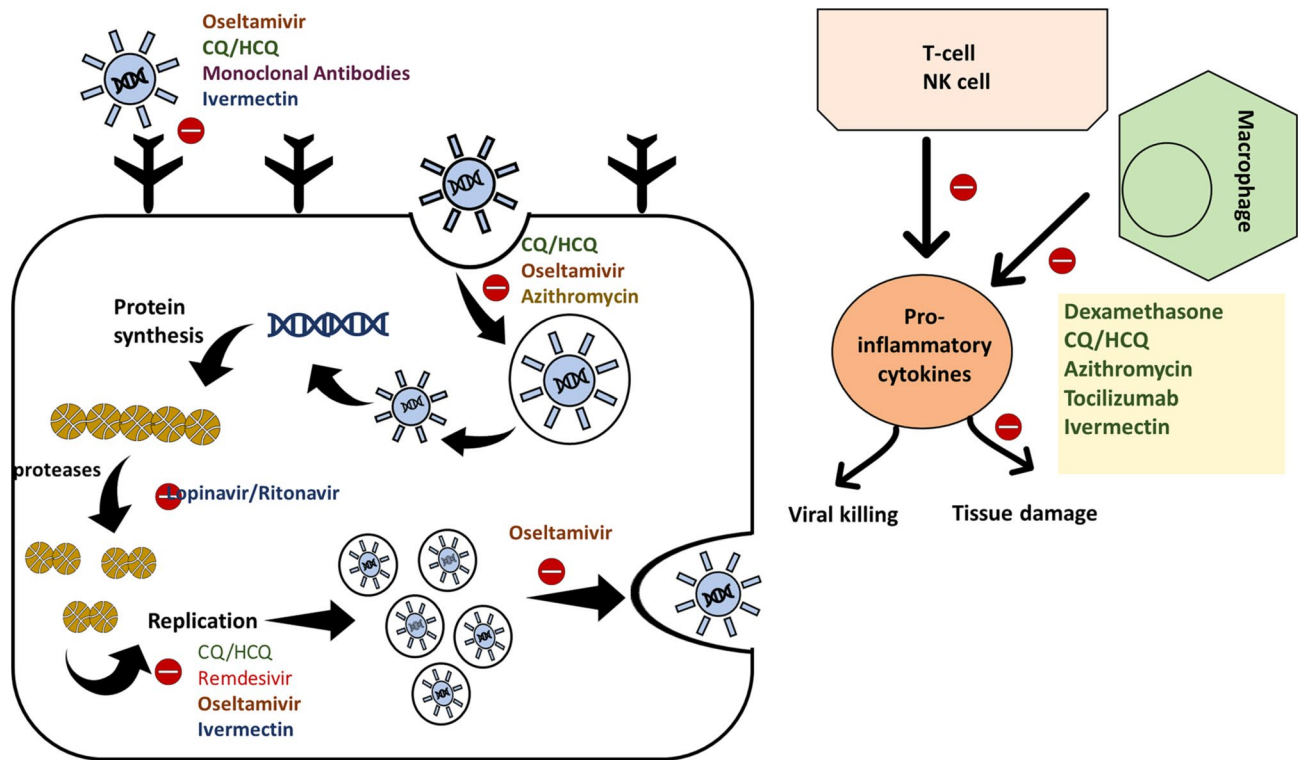 Oseltamivir
CQ/HCQ
Monoclonal Antibodies
Ivermectin
CQ/HCQ
Oseltamivir
Azithromycin
Protein
synthesis
proteases
Lopinavir/Ritonavir
Oseltamivir
Replication
CQ/HCQ
Remdesivir
Oseltamivir
Ivermectin
T-cell
NK cell
Macrophage
Pro-
inflammatory
cytokines
Dexamethasone
CQ/HCQ
Azithromycin
Tocilizumab
Ivermectin
Viral killing
Tissue damage